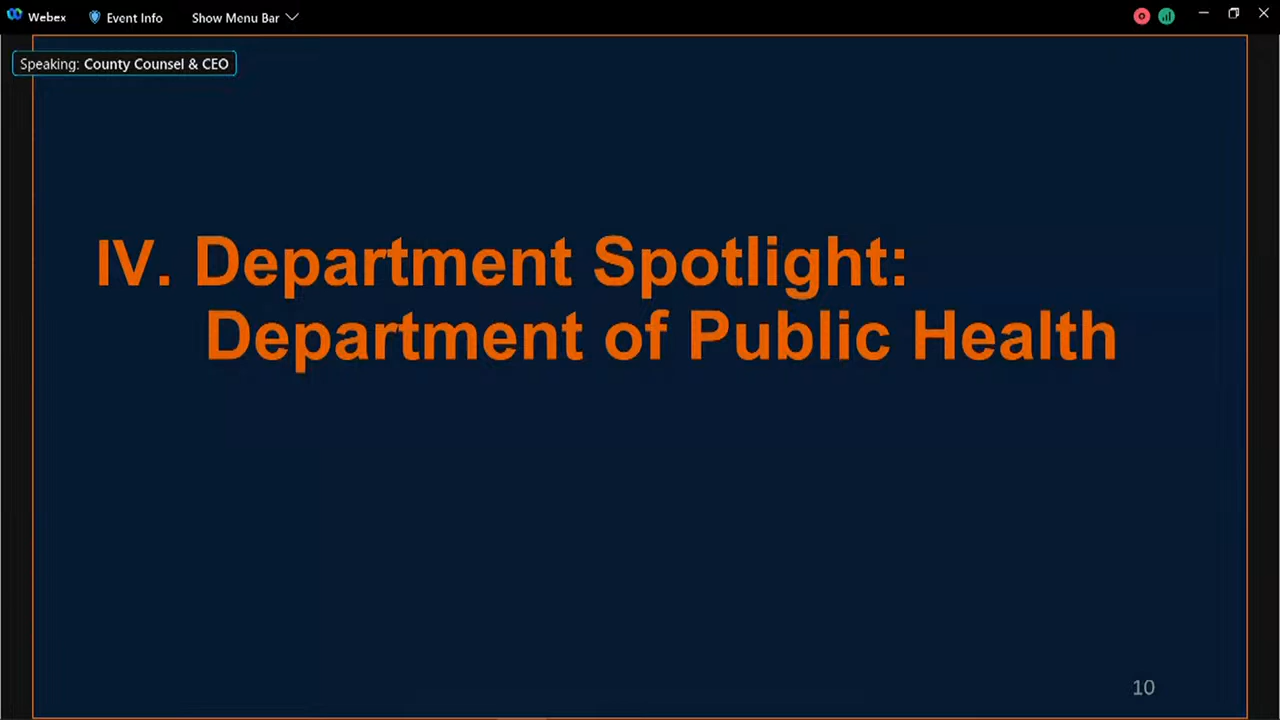 Webex
Event Info
Show Menu Bar
Speaking: County Counsel & CEO
IV. Department Spotlight:
Department of Public Health
10